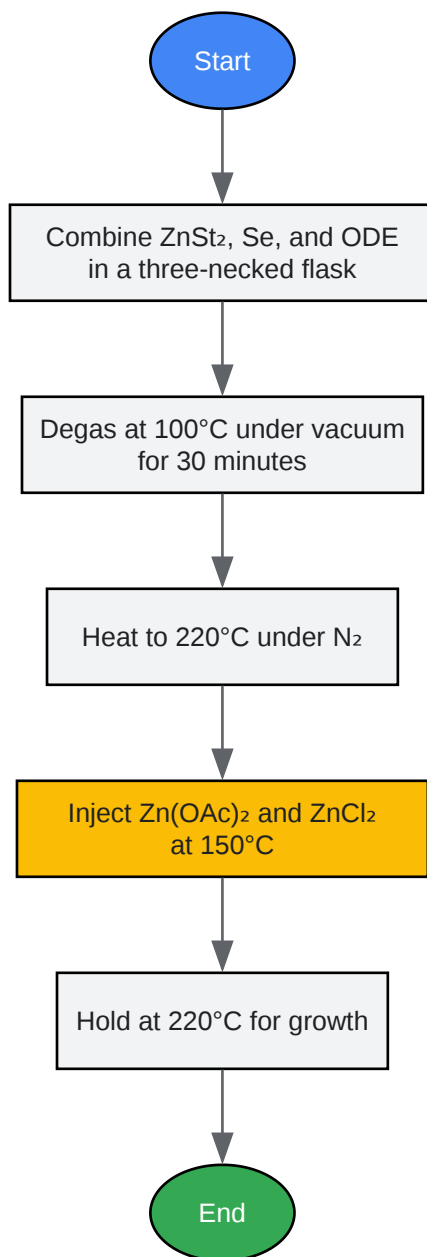 Start
Combine ZnSt₂, Se, and ODE
in a three-necked flask
Degas at 100°C under vacuum
for 30 minutes
Heat to 220°C under N₂
Inject Zn(OAc)₂ and ZnCl₂
at 150°C
Hold at 220°C for growth
End